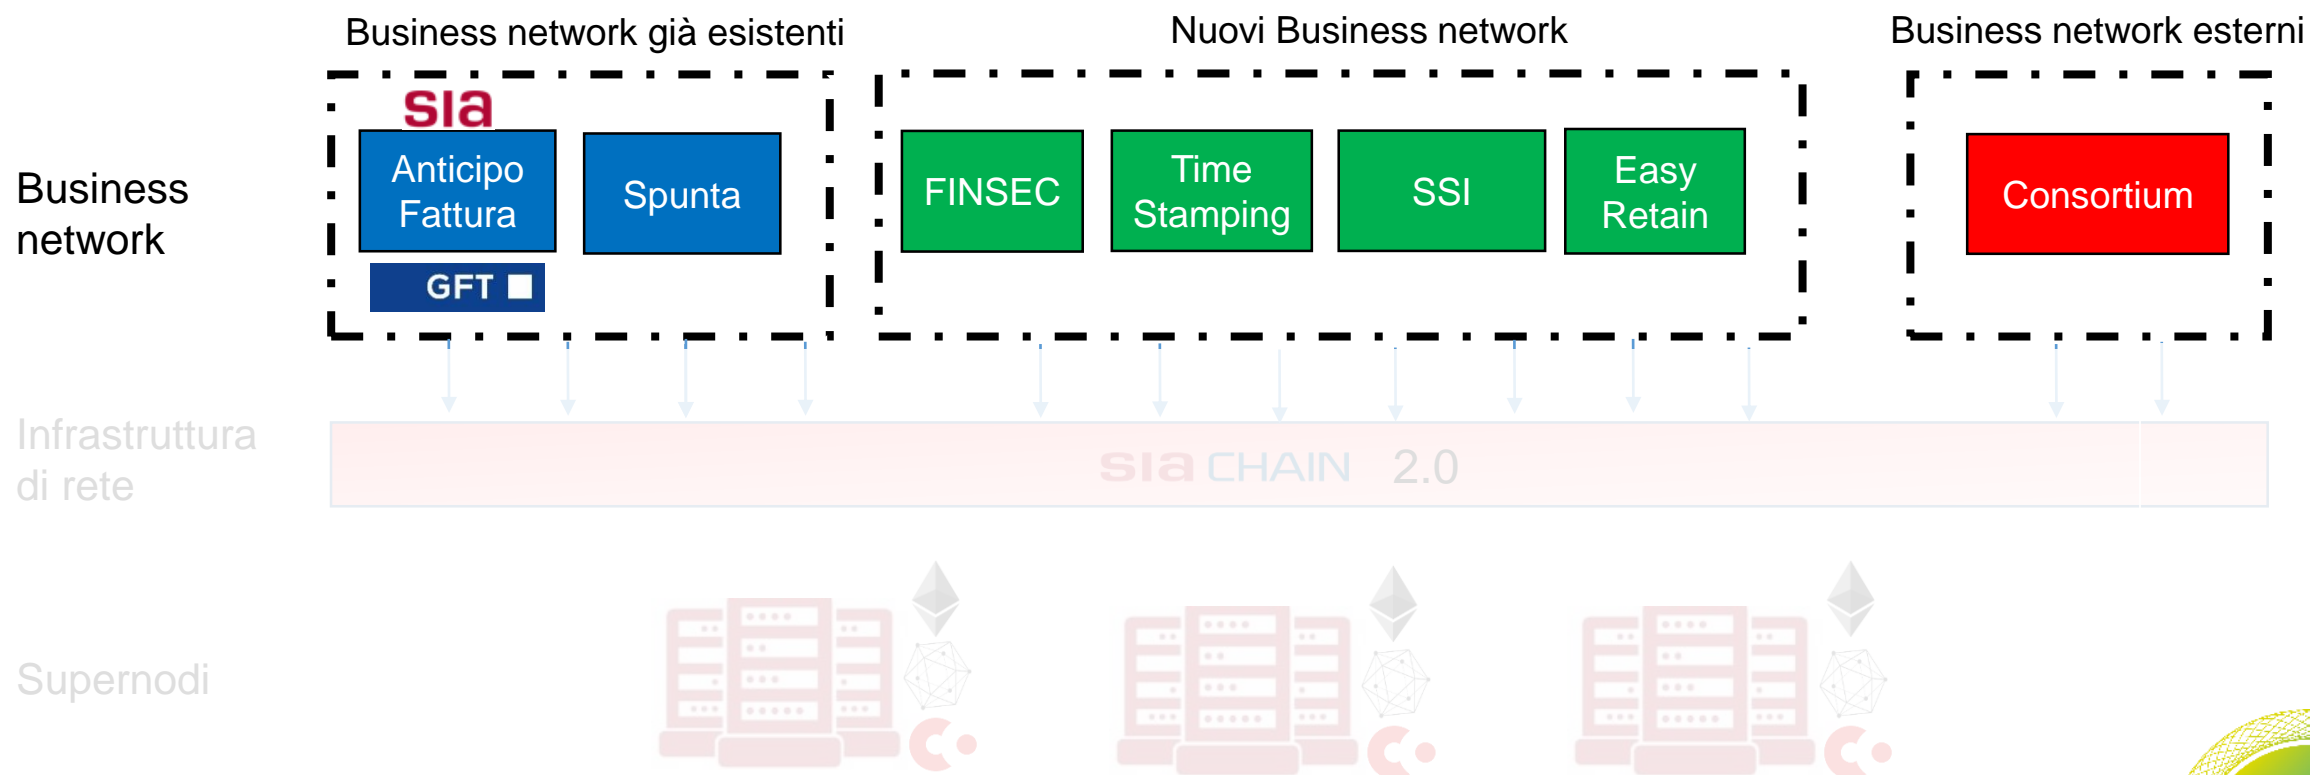 Business network già esistenti
Nuovi Business network
Business network esterni
sia
Anticipo
Fattura
GFT
Spunta
FINSEC
Time
Stamping
SSI
Easy
Retain
Consortium
Business
network
Infrastruttura
di rete
sia CHAIN 2.0
Supernodi